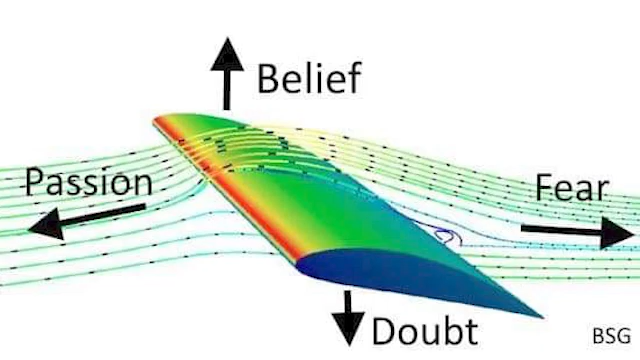 Belief
Passion
Fear
Doubt
BSG